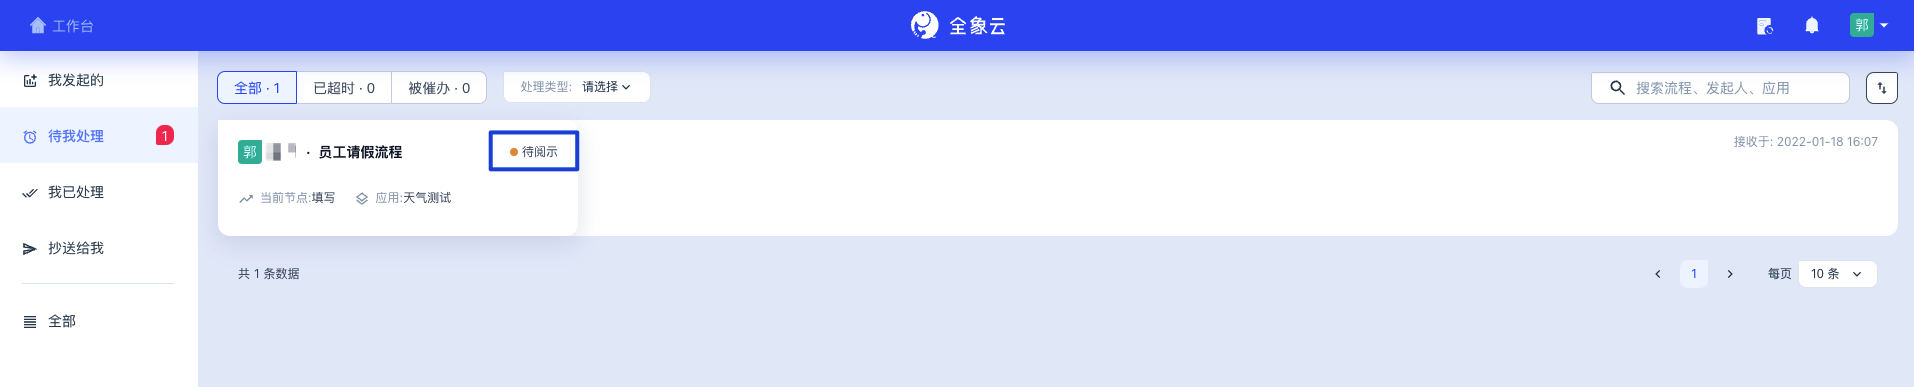 工作台
全象云
郭
我发起的
待我处理 1
我已处理
抄送给我
全部
全部 · 1 已超时 · 0 被催办 · 0 处理类型: 请选择
搜索流程、发起人、应用
郭 · 员工请假流程 待阅示
接收于: 2022-01-18 16:07
当前节点:填写 应用:天气测试
共 1 条数据
1 每页 10 条